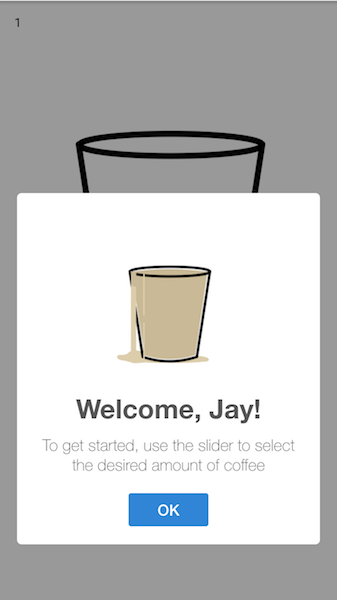 1
Welcome, Jay!
To get started, use the slider to select
the desired amount of coffee
OK